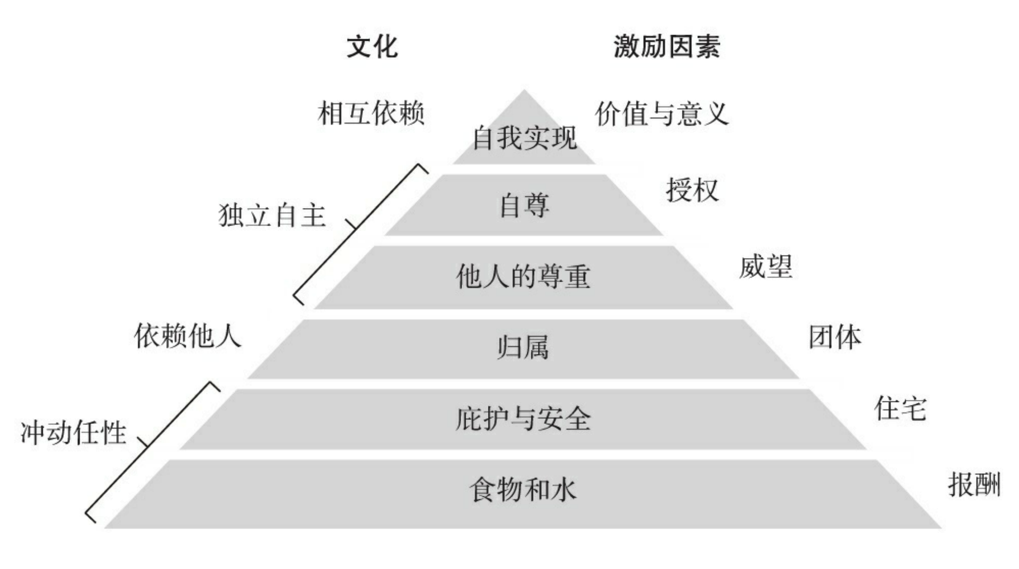 文化
激励因素
相互依赖
自我实现
价值与意义
授权
独立自主
自尊
他人的尊重
威望
依赖他人
归属
团体
冲动任性
庇护与安全
住宅
食物和水
报酬